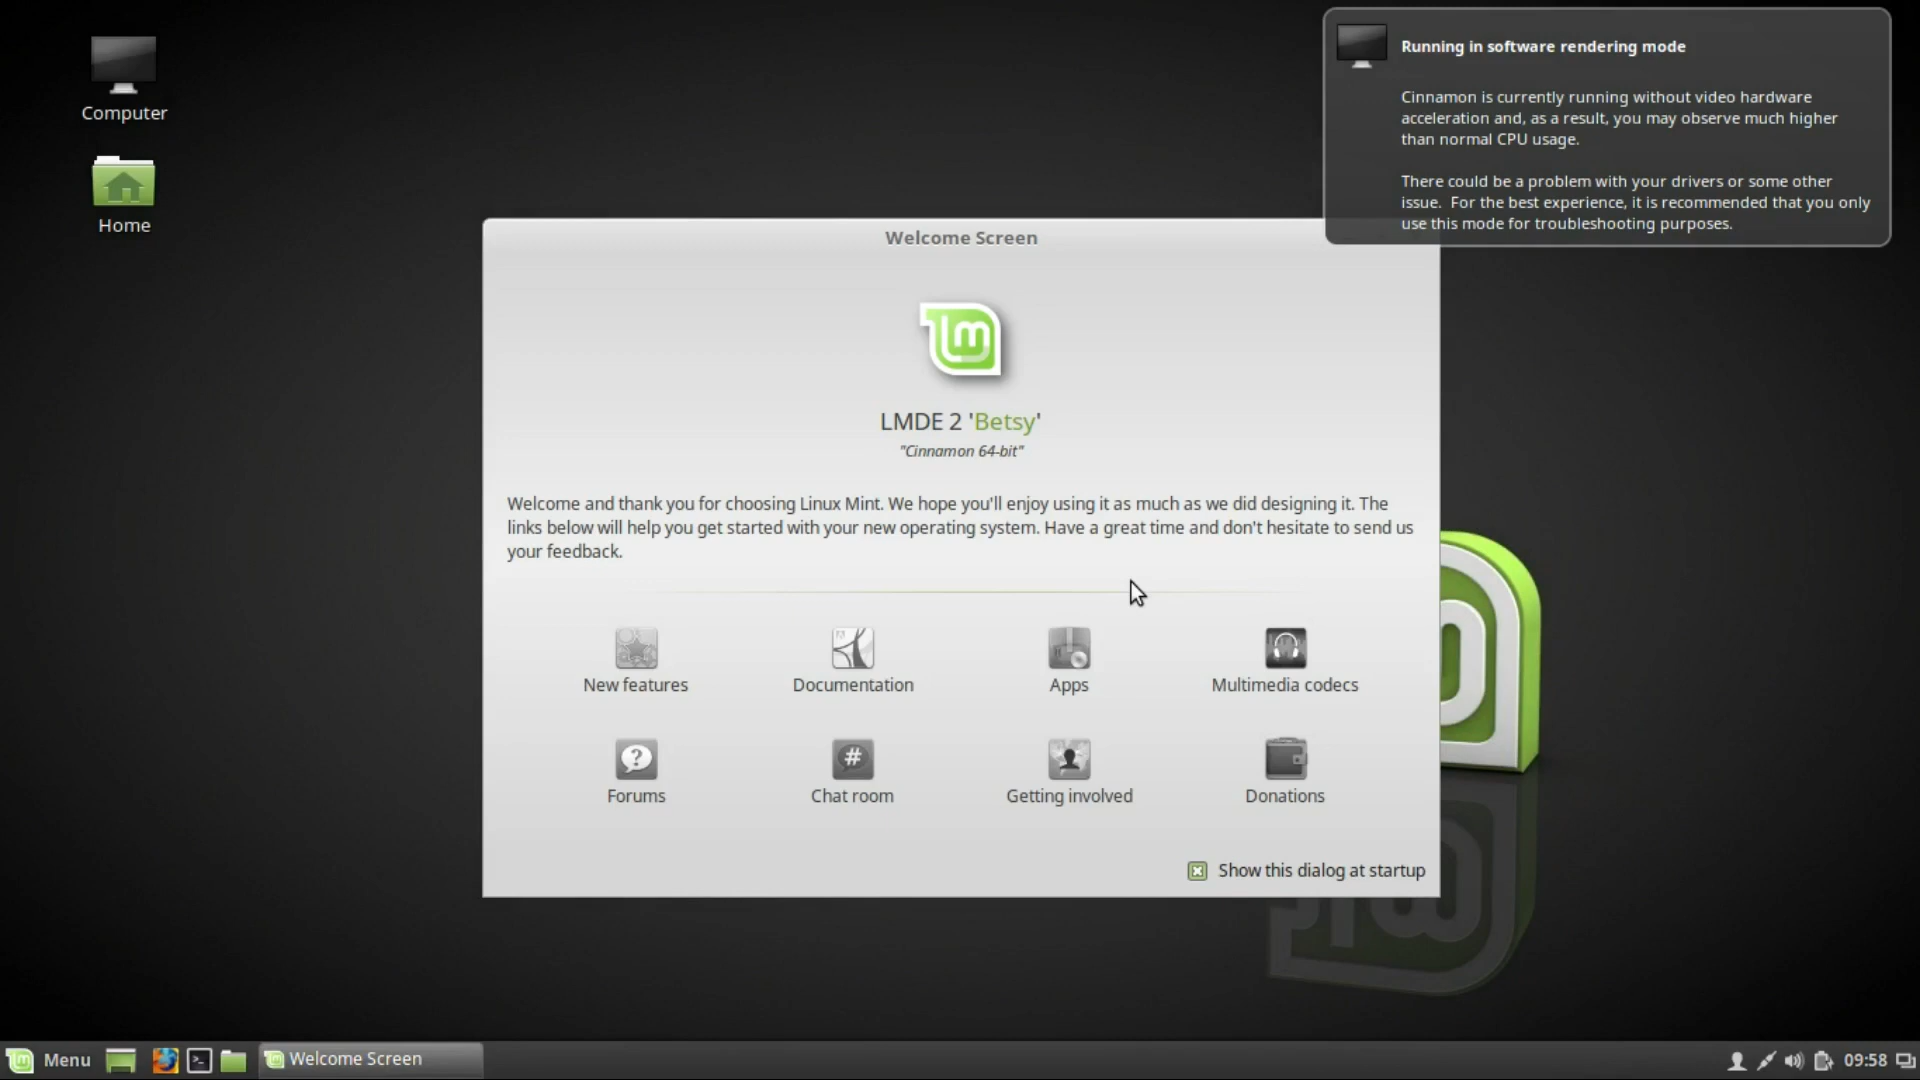 Computer
Home
Running in software rendering mode
Cinnamon is currently running without video hardware
acceleration and, as a result, you may observe much higher
than normal CPU usage.
There could be a problem with your drivers or some other
issue.  For the best experience, it is recommended that you only
use this mode for troubleshooting purposes.
Welcome Screen
lm
LMDE 2 'Betsy'
"Cinnamon 64-bit"
Welcome and thank you for choosing Linux Mint. We hope you'll enjoy using it as much as we did designing it. The
links below will help you get started with your new operating system. Have a great time and don't hesitate to send us
your feedback.
New features
Documentation
Apps
Multimedia codecs
Forums
Chat room
Getting involved
Donations
Show this dialog at startup
Menu
Welcome Screen
09:58